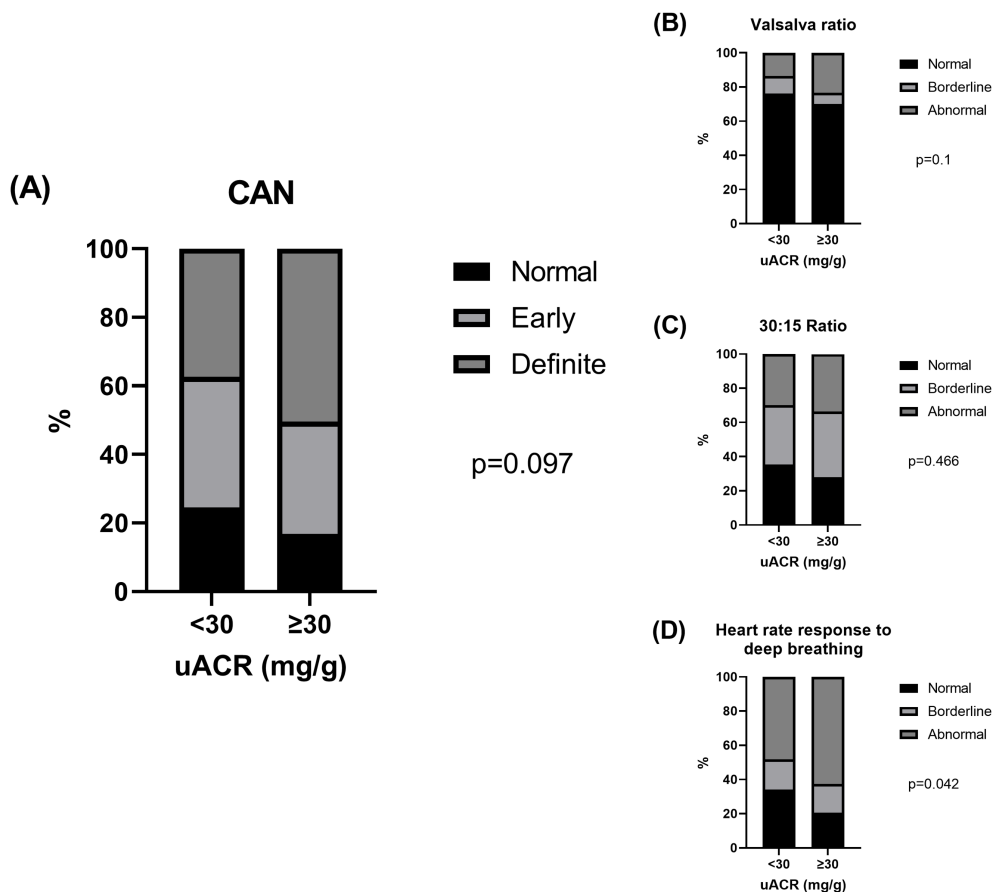 (A)
CAN
100
80
60
40
20
0
%
<30
≥30
uACR (mg/g)
Normal
Early
Definite
p=0.097
(B)
Valsalva ratio
100
80
60
40
20
0
%
<30
≥30
uACR (mg/g)
Normal
Borderline
Abnormal
p=0.1
(C)
30:15 Ratio
100
80
60
40
20
0
%
<30
≥30
uACR (mg/g)
Normal
Borderline
Abnormal
p=0.466
(D)
Heart rate response to
deep breathing
100
80
60
40
20
0
%
<30
≥30
uACR (mg/g)
Normal
Borderline
Abnormal
p=0.042